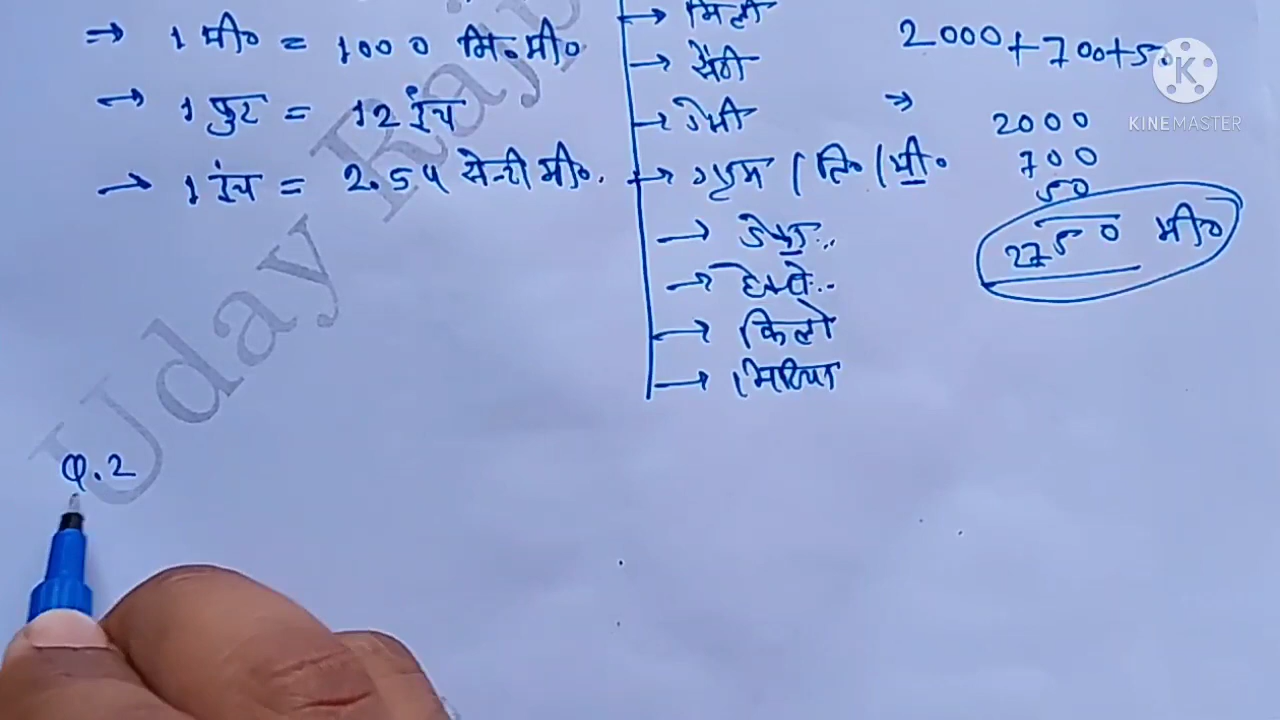 ⇒ 1 मी० = 1000 मि०मी०
→ 1 फुट = 12 इंच
→ 1 इंच = 2.54 सेन्टी मी०.
→ मिली
→ सेंटी
→ डेसी
→ ग्राम / लि० / मी०
→ डेका..
→ हेक्टो..
→ किलो
→ मिरिया
2000+700+50
⇒ 2000
700
50
2750 मी०
Q.2
Uday Raj
K
KINEMASTER